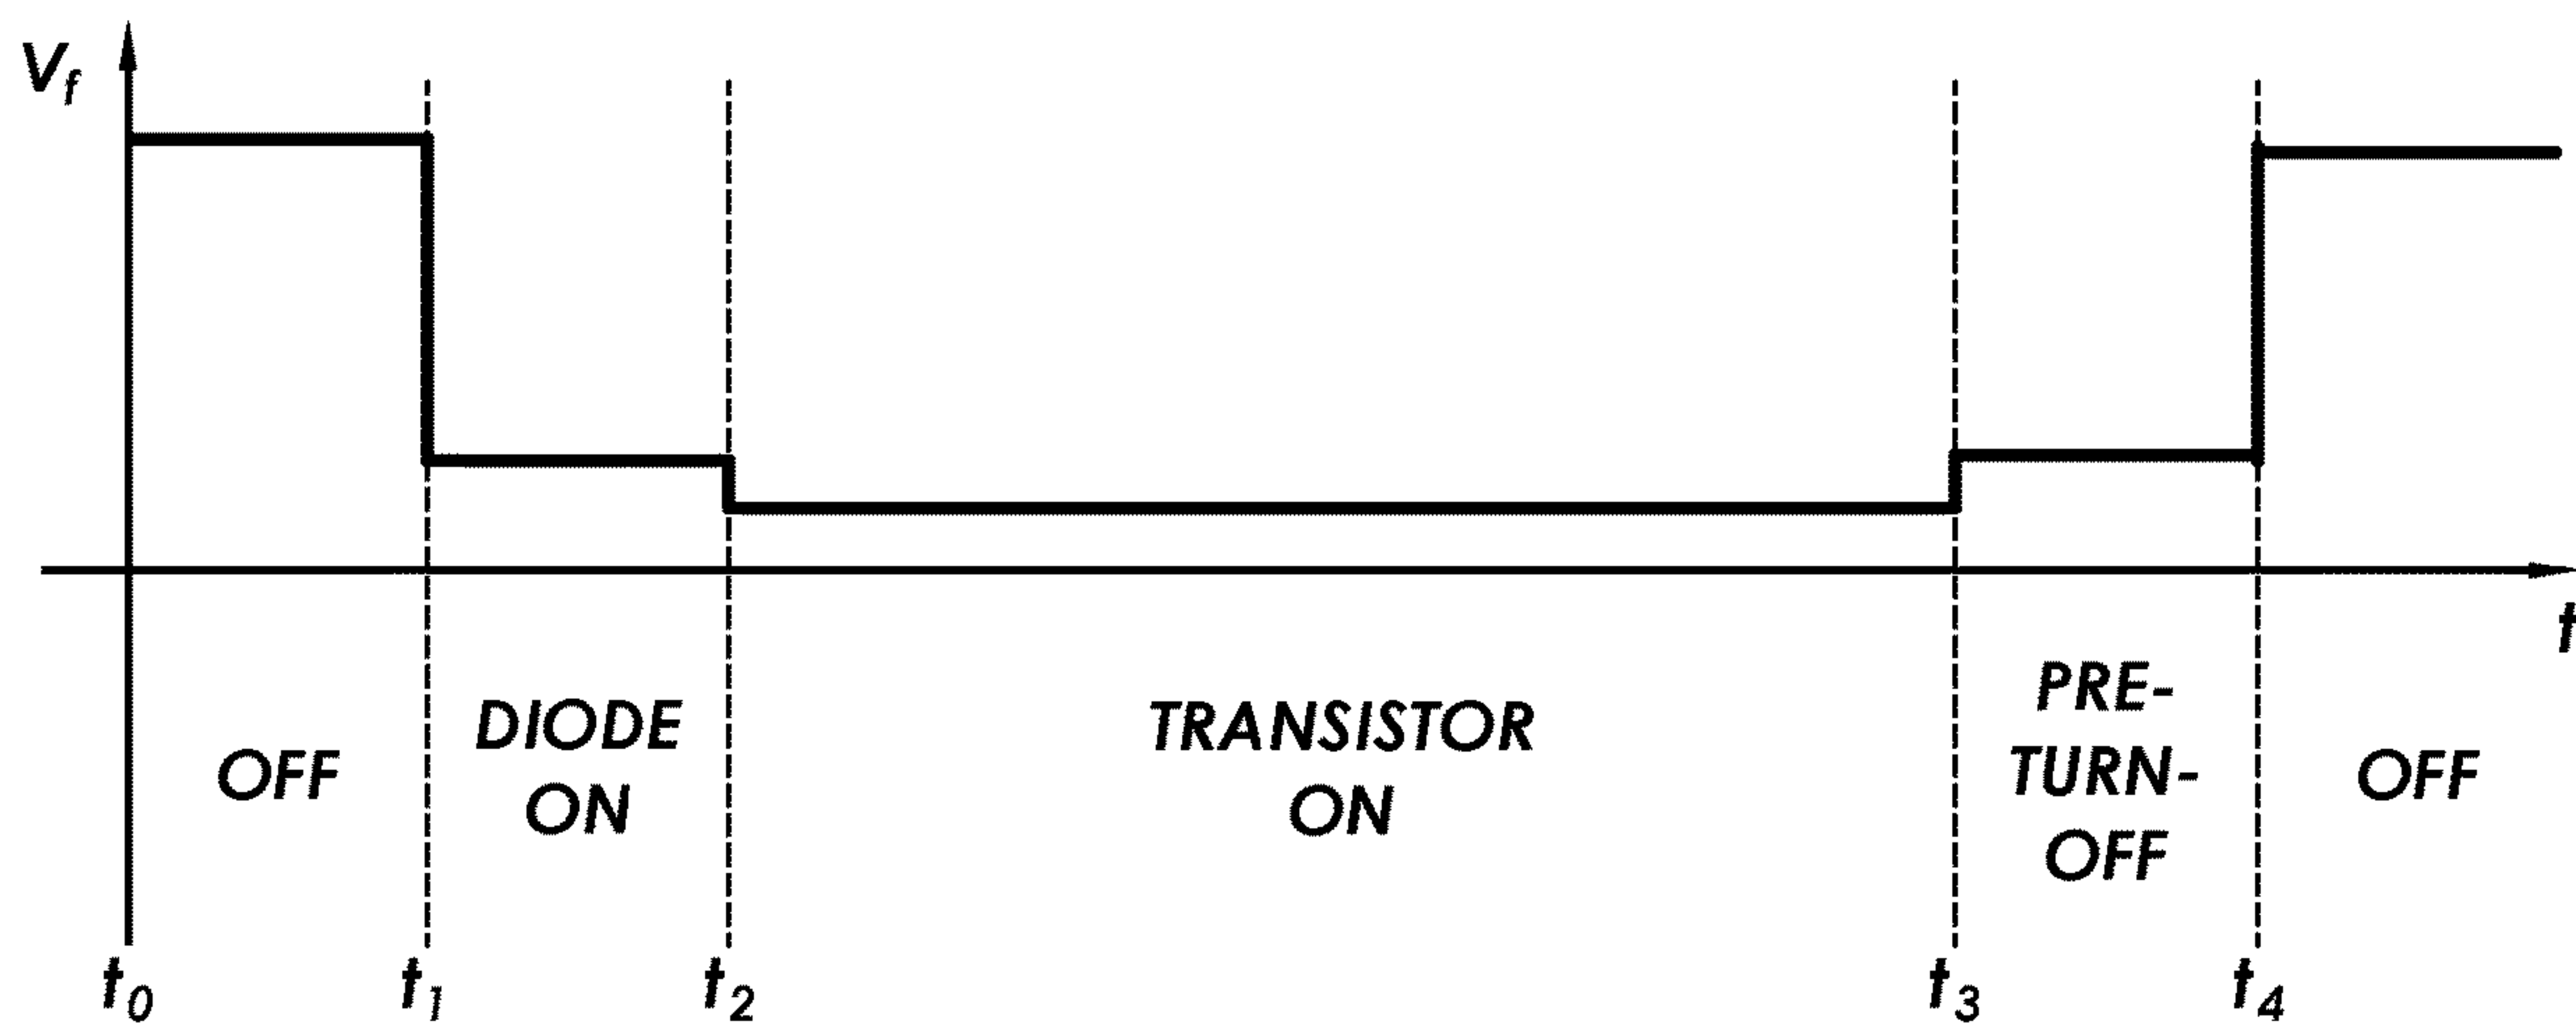 Vf
t
OFF
DIODE
ON
TRANSISTOR
ON
PRE-
TURN-
OFF
OFF
t0
t1
t2
t3
t4